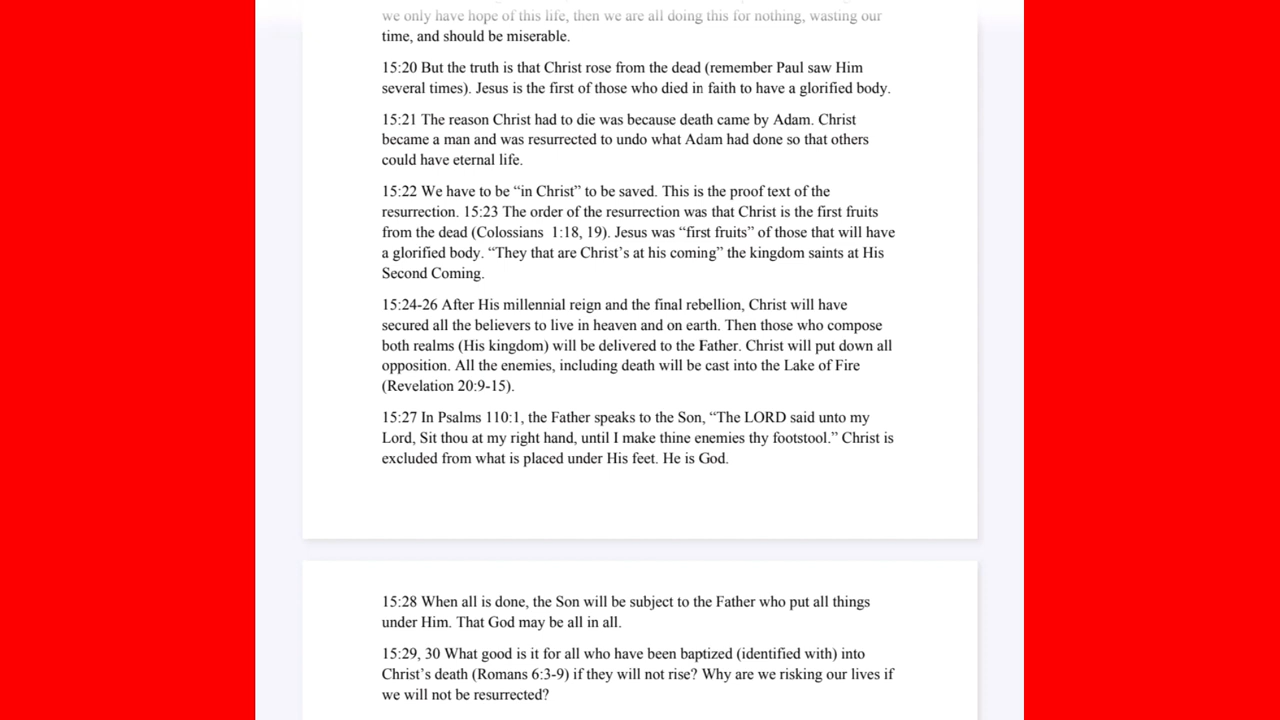 we only have hope of this life, then we are all doing this for nothing, wasting our
time, and should be miserable.
15:20 But the truth is that Christ rose from the dead (remember Paul saw Him
several times). Jesus is the first of those who died in faith to have a glorified body.
15:21 The reason Christ had to die was because death came by Adam. Christ
became a man and was resurrected to undo what Adam had done so that others
could have eternal life.
15:22 We have to be “in Christ” to be saved. This is the proof text of the
resurrection. 15:23 The order of the resurrection was that Christ is the first fruits
from the dead (Colossians  1:18, 19). Jesus was “first fruits” of those that will have
a glorified body. “They that are Christ’s at his coming” the kingdom saints at His
Second Coming.
15:24-26 After His millennial reign and the final rebellion, Christ will have
secured all the believers to live in heaven and on earth. Then those who compose
both realms (His kingdom) will be delivered to the Father. Christ will put down all
opposition. All the enemies, including death will be cast into the Lake of Fire
(Revelation 20:9-15).
15:27 In Psalms 110:1, the Father speaks to the Son, “The LORD said unto my
Lord, Sit thou at my right hand, until I make thine enemies thy footstool.” Christ is
excluded from what is placed under His feet. He is God.
15:28 When all is done, the Son will be subject to the Father who put all things
under Him. That God may be all in all.
15:29, 30 What good is it for all who have been baptized (identified with) into
Christ’s death (Romans 6:3-9) if they will not rise? Why are we risking our lives if
we will not be resurrected?